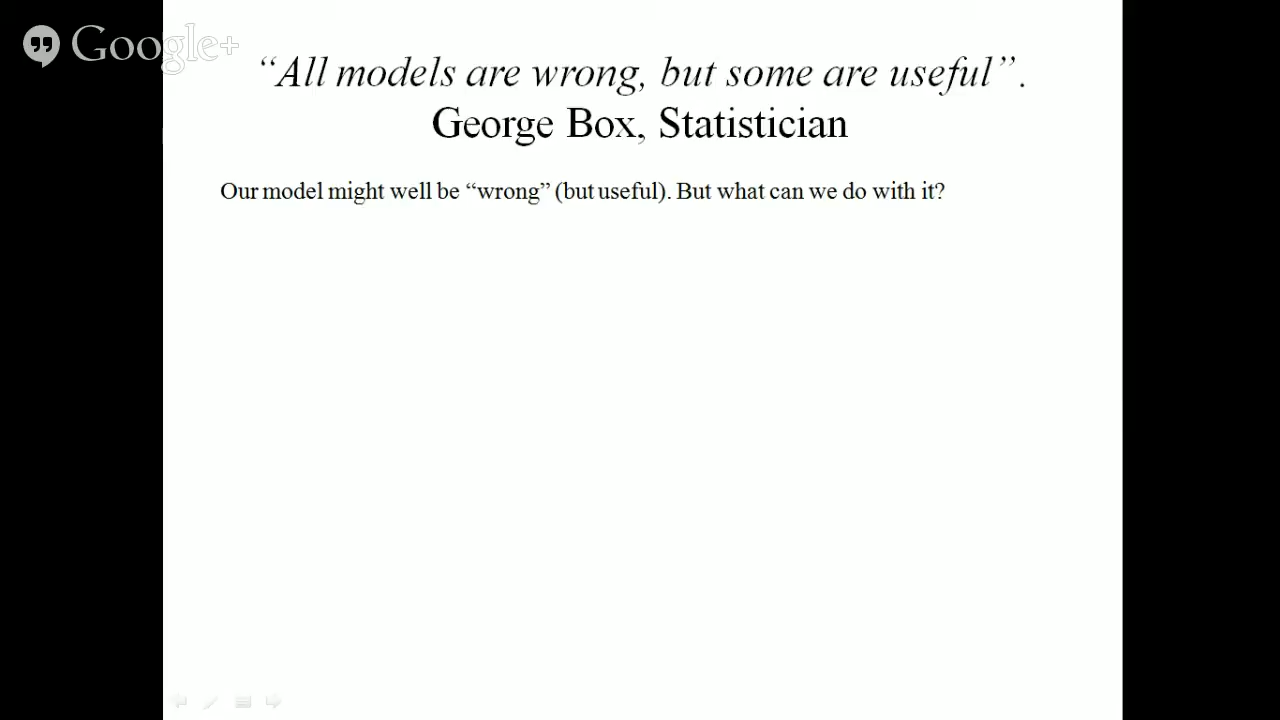 Google+
“All models are wrong, but some are useful”.
George Box, Statistician
Our model might well be “wrong” (but useful). But what can we do with it?